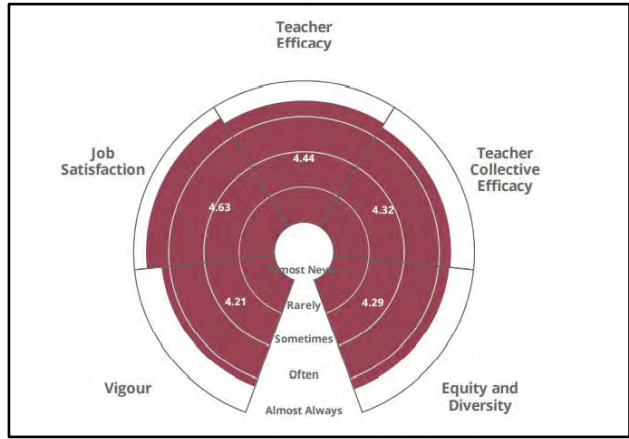 Teacher
Efficacy
Job
Satisfaction
Teacher
Collective
Efficacy
4.44
4.63
4.32
4.21
4.29
Almost Never
Rarely
Sometimes
Often
Almost Always
Vigour
Equity and
Diversity